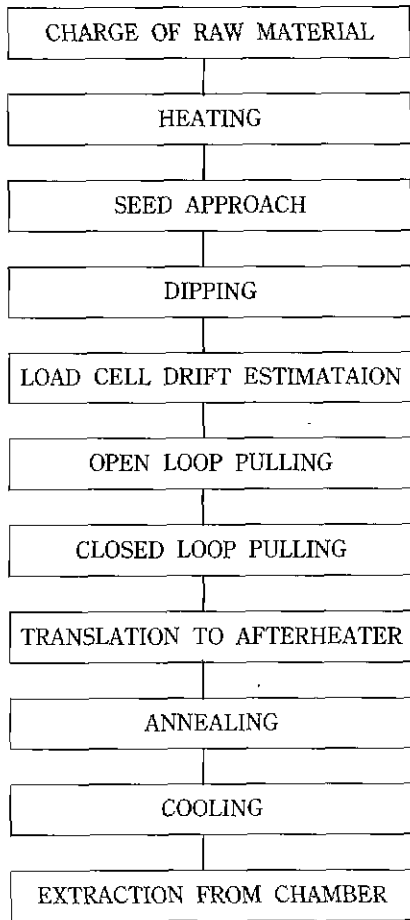 CHARGE OF RAW MATERIAL
HEATING
SEED APPROACH
DIPPING
LOAD CELL DRIFT ESTIMATAION
OPEN LOOP PULLING
CLOSED LOOP PULLING
TRANSLATION TO AFTERHEATER
ANNEALING
COOLING
EXTRACTION FROM CHAMBER